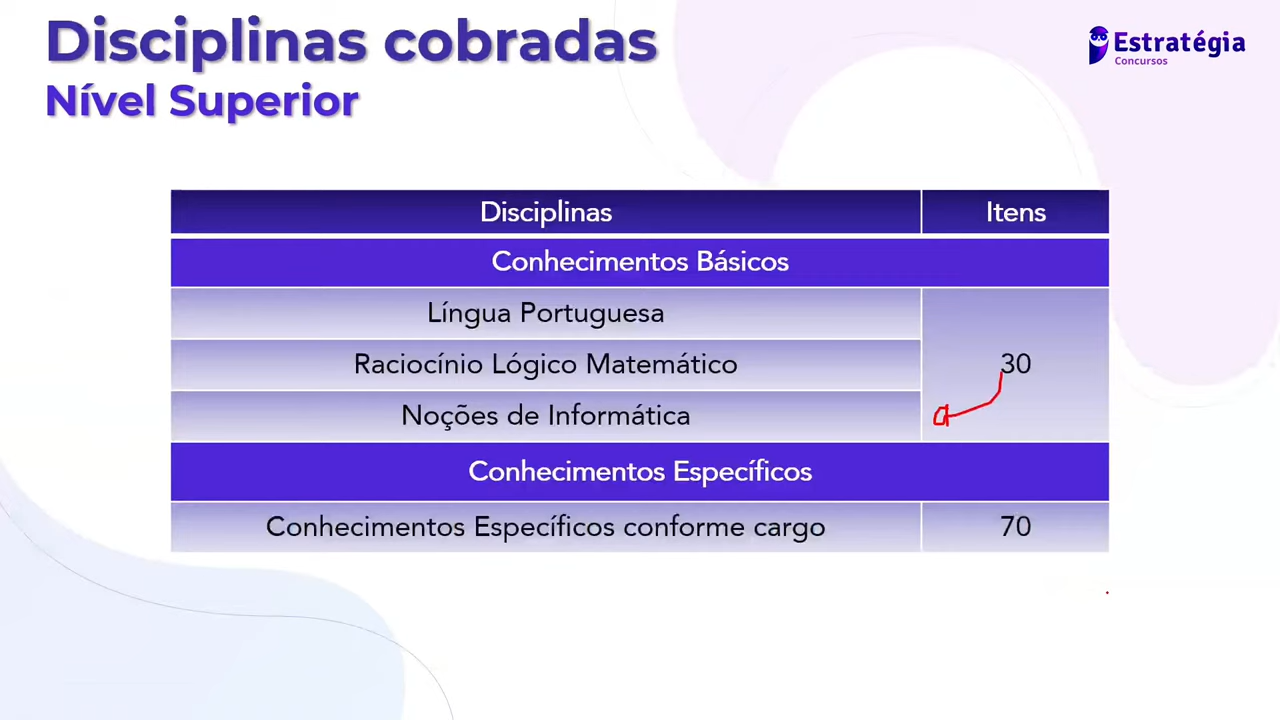 Disciplinas cobradas
Nível Superior
Estratégia
Concursos
Disciplinas Itens
Conhecimentos Básicos
Língua Portuguesa
Raciocínio Lógico Matemático 30
Noções de Informática
Conhecimentos Específicos
Conhecimentos Específicos conforme cargo 70